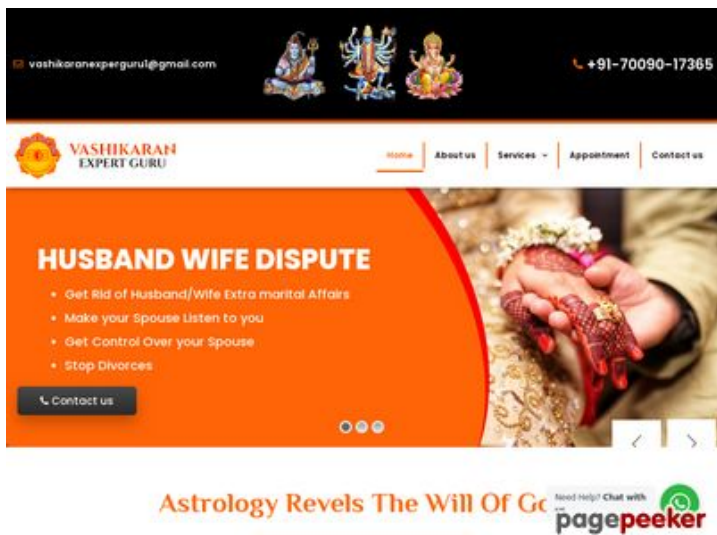 vashikaranexperguru1@gmail.com
+91-70090-17365
VASHIKARAN
EXPERT GURU
Home
About us
Services
Appointment
Contact us
HUSBAND WIFE DISPUTE
• Get Rid of Husband/Wife Extra marital Affairs
• Make your Spouse Listen to you
• Get Control Over your Spouse
• Stop Divorces
Contact us
Astrology Revels The Will Of
Need Help? Chat with
pagepeeker